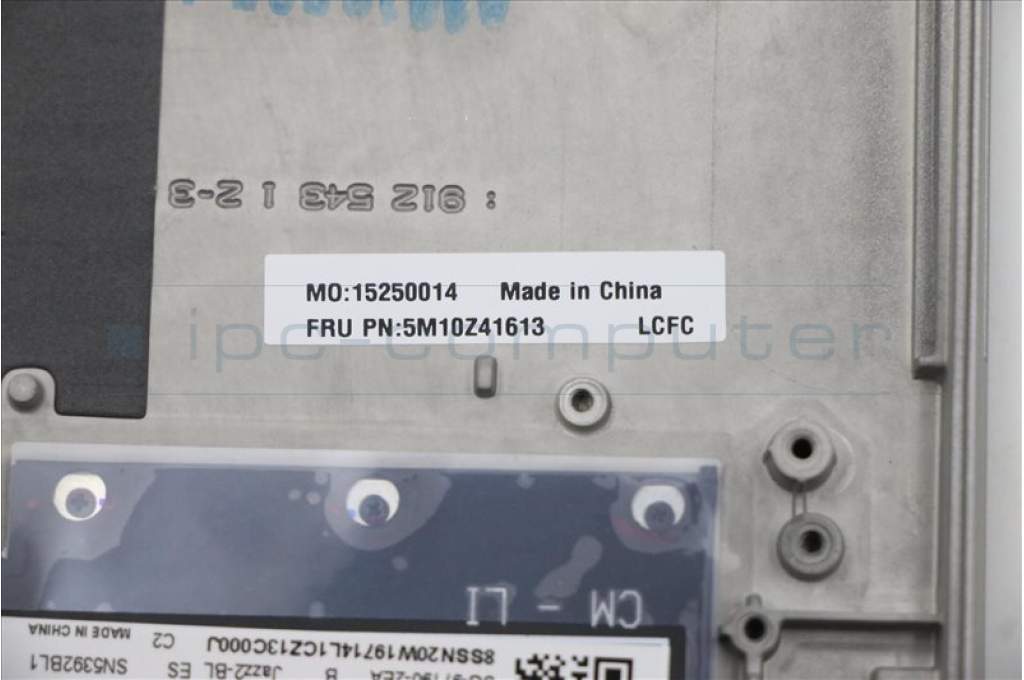 : 912 543 1 2-3
MO:15250014 Made in China
FRU PN:5M10Z41613 LCFC
ipc-computer
CM - LI
8SSN20W19714L1CZ13C000J C2 MADE IN CHINA
B Jazz2-BL ES SN5392BL1